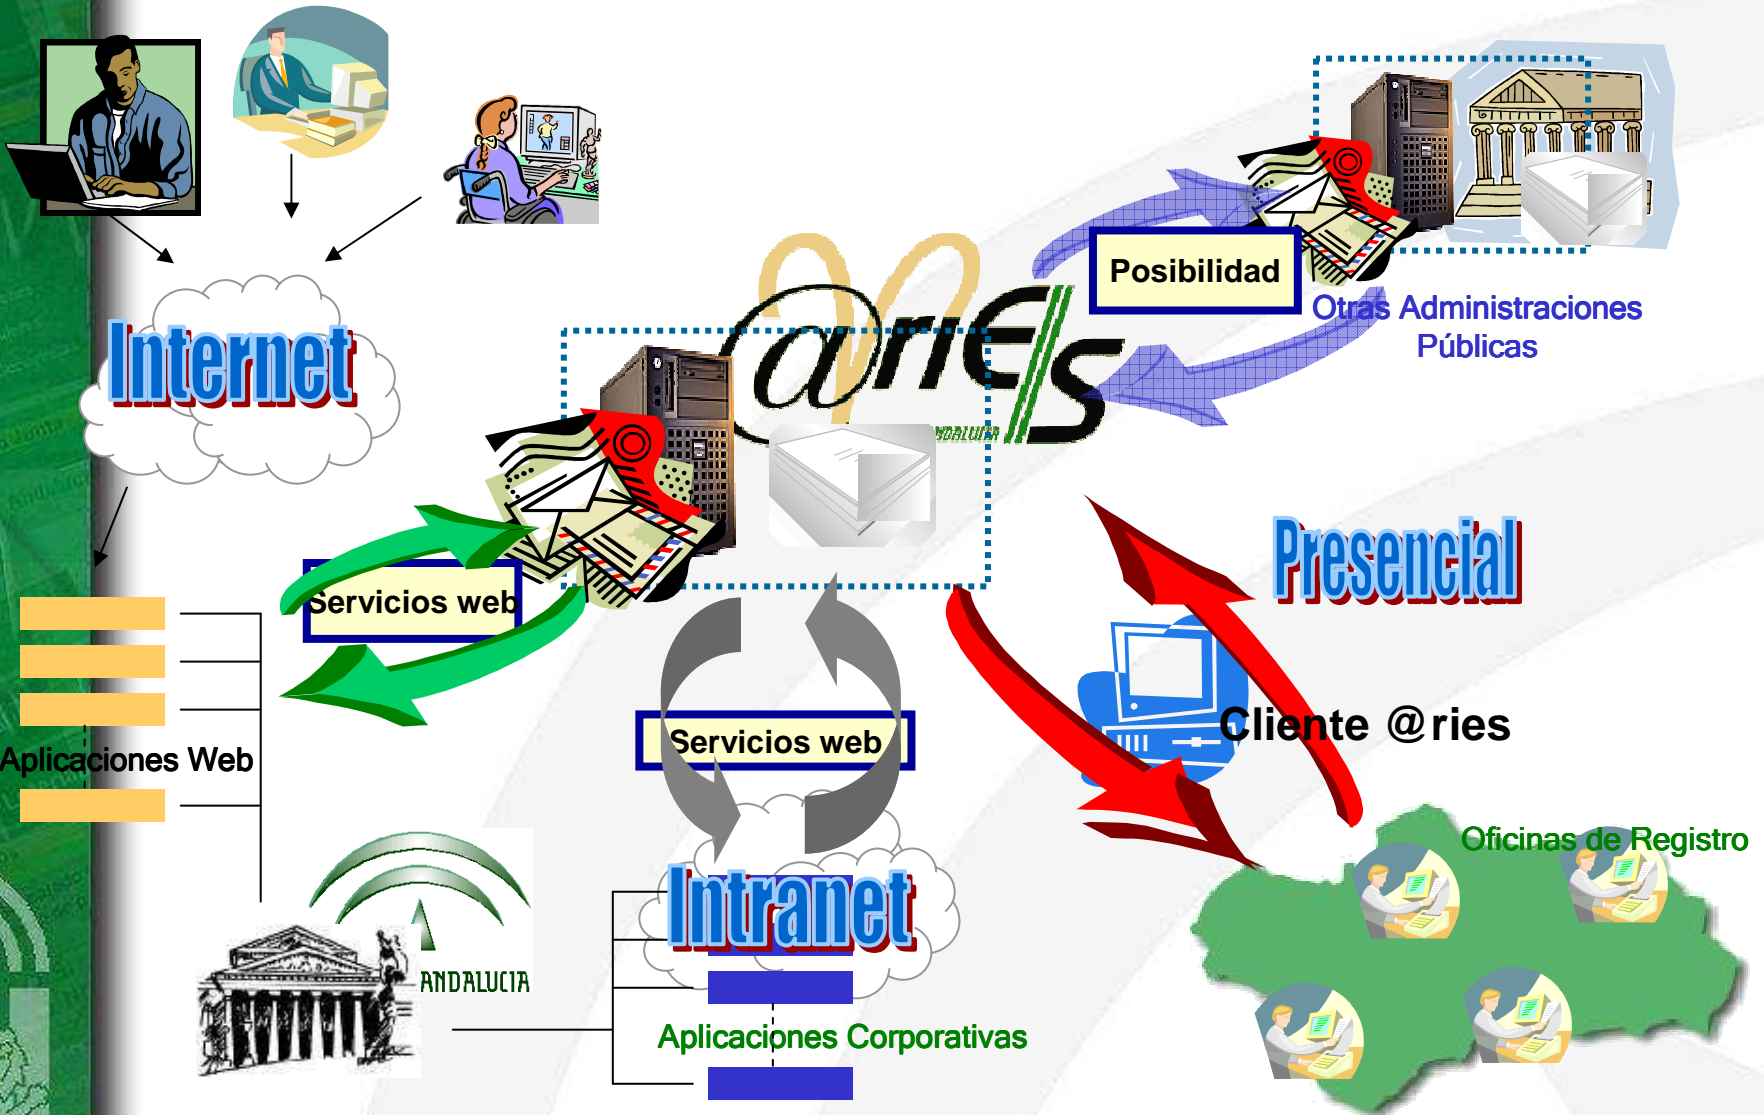 Posibilidad
Otras Administraciones
Públicas
Internet
@riEs
ANDALUCIA
Servicios web
Presencial
Cliente @ries
Servicios web
Aplicaciones Web
Oficinas de Registro
Intranet
ANDALUCIA
Aplicaciones Corporativas